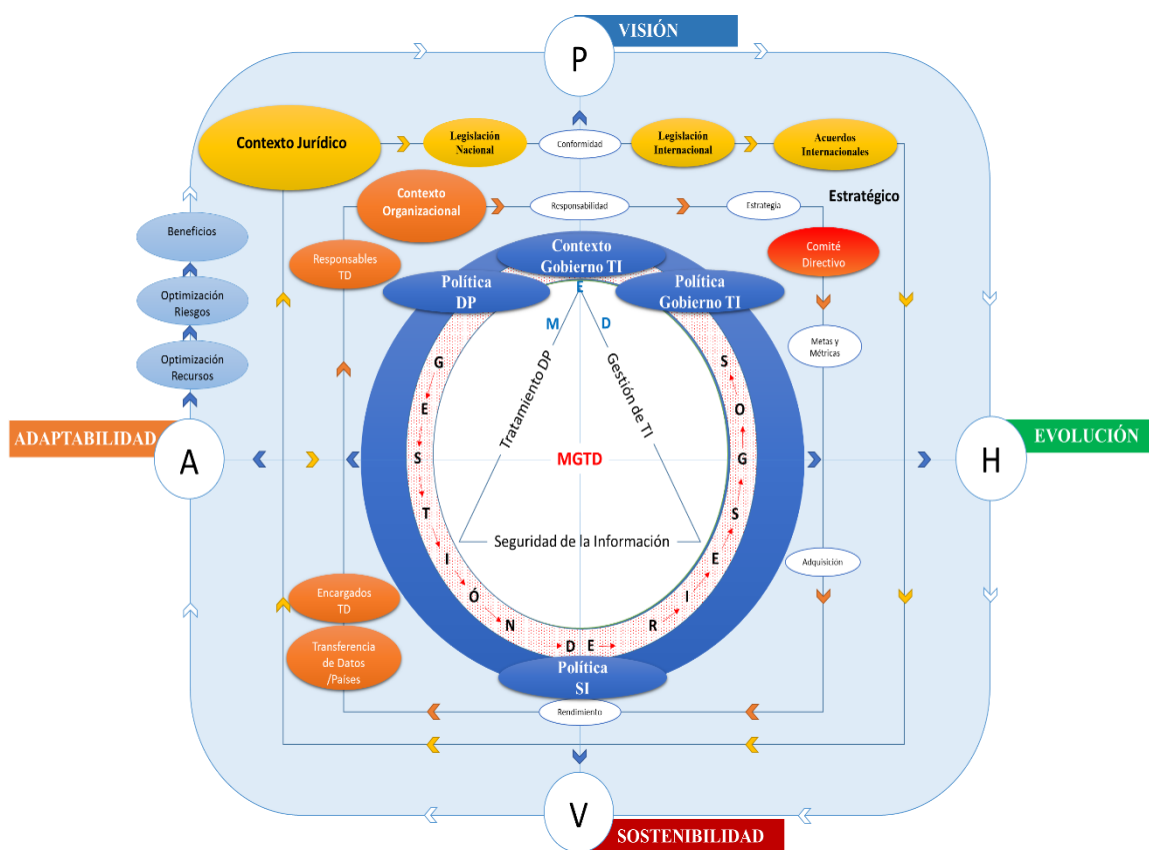 VISIÓN
P
Contexto Jurídico
Legislación
Nacional
Conformidad
Legislación
Internacional
Acuerdos
Internacionales
Estratégico
Contexto
Organizacional
Responsabilidad
Estrategia
Beneficios
Responsables
TD
Contexto
Gobierno TI
Comité
Directivo
Política
DP
Política
Gobierno TI
E
M
D
Optimización
Riesgos
Metas y
Métricas
Optimización
Recursos
Tratamiento DP
Gestión de TI
GESTIÓN DE RIESGOS
ADAPTABILIDAD
A
MGTD
H
EVOLUCIÓN
Seguridad de la Información
Adquisición
Encargados
TD
Transferencia
de Datos
/Países
Política
SI
Rendimiento
V
SOSTENIBILIDAD